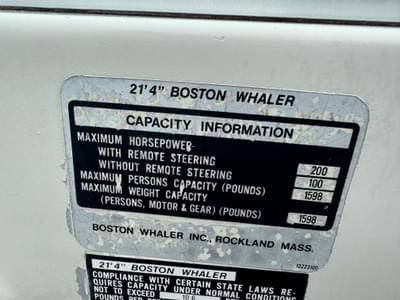 21'4" BOSTON WHALER
CAPACITY INFORMATION
MAXIMUM HORSEPOWER
WITH REMOTE STEERING 200
WITHOUT REMOTE STEERING 100
MAXIMUM PERSONS CAPACITY (POUNDS) 1598
MAXIMUM WEIGHT CAPACITY
(PERSONS, MOTOR & GEAR) (POUNDS) 1598
BOSTON WHALER INC., ROCKLAND MASS.
21'4" BOSTON WHALER
COMPLIANCE WITH CERTAIN STATE LAWS RE-
QUIRES CAPACITY UNDER NORMAL CONDITIONS
NOT TO EXCEED
POUNDS PER